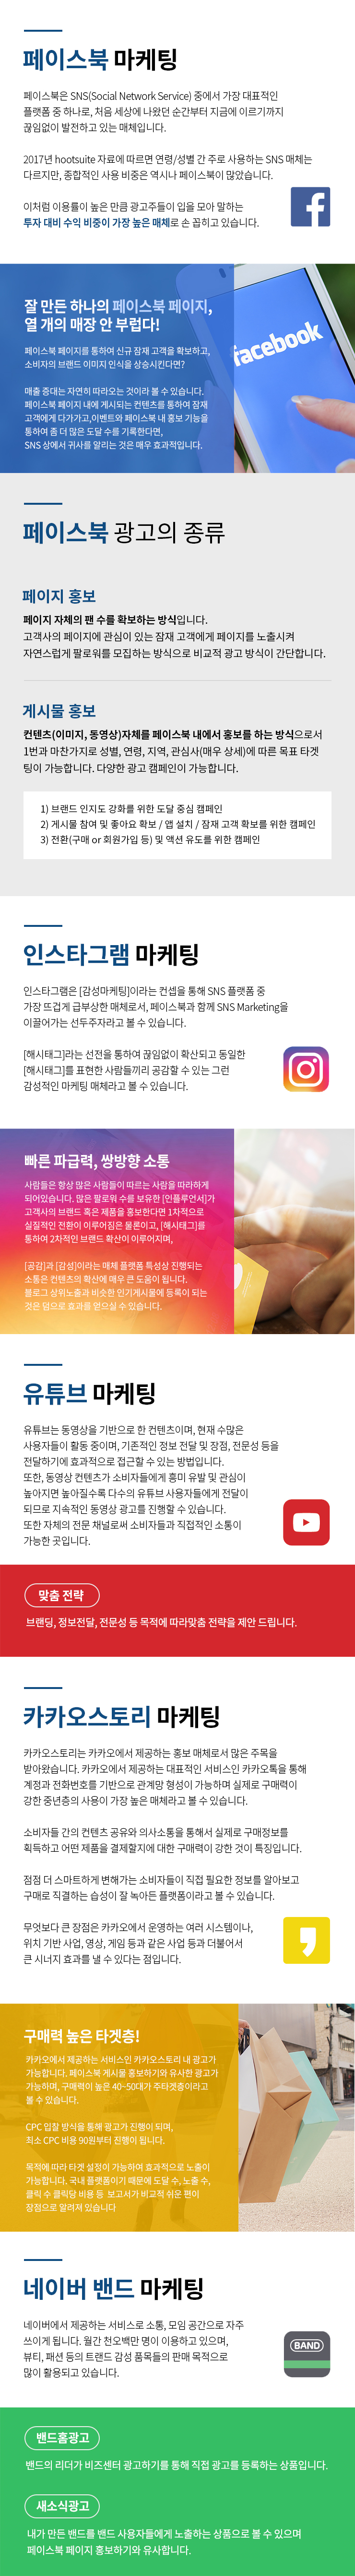 페이스북 마케팅
페이스북은 SNS(Social Network Service) 중에서 가장 대표적인
플랫폼 중 하나로, 처음 세상에 나왔던 순간부터 지금에 이르기까지
끊임없이 발전하고 있는 매체입니다.
2017년 hootsuite 자료에 따르면 연령/성별 간 주로 사용하는 SNS 매체는
다르지만, 종합적인 사용 비중은 역시나 페이스북이 많았습니다.
이처럼 이용률이 높은 만큼 광고주들이 입을 모아 말하는
투자 대비 수익 비중이 가장 높은 매체로 손 꼽히고 있습니다.
잘 만든 하나의 페이스북 페이지,
열 개의 매장 안 부럽다!
facebook
페이스북 페이지를 통하여 신규 잠재 고객을 확보하고,
소비자의 브랜드 이미지 인식을 상승시킨다면?
매출 증대는 자연히 따라오는 것이라 볼 수 있습니다.
페이스북 페이지 내에 게시되는 컨텐츠를 통하여 잠재
고객에게 다가가고,이벤트와 페이스북 내 홍보 기능을
통하여 좀 더 많은 도달 수를 기록한다면,
SNS 상에서 귀사를 알리는 것은 매우 효과적입니다.
페이스북 광고의 종류
페이지 홍보
페이지 자체의 팬 수를 확보하는 방식입니다.
고객사의 페이지에 관심이 있는 잠재 고객에게 페이지를 노출시켜
자연스럽게 팔로워를 모집하는 방식으로 비교적 광고 방식이 간단합니다.
게시물 홍보
컨텐츠(이미지, 동영상)자체를 페이스북 내에서 홍보를 하는 방식으로서
1번과 마찬가지로 성별, 연령, 지역, 관심사(매우 상세)에 따른 목표 타겟
팅이 가능합니다. 다양한 광고 캠페인이 가능합니다.
1) 브랜드 인지도 강화를 위한 도달 중심 캠페인
2) 게시물 참여 및 좋아요 확보 / 앱 설치 / 잠재 고객 확보를 위한 캠페인
3) 전환(구매 or 회원가입 등) 및 액션 유도를 위한 캠페인
인스타그램 마케팅
인스타그램은 [감성마케팅]이라는 컨셉을 통해 SNS 플랫폼 중
가장 뜨겁게 급부상한 매체로서, 페이스북과 함께 SNS Marketing을
이끌어가는 선두주자라고 볼 수 있습니다.
[해시태그]라는 선전을 통하여 끊임없이 확산되고 동일한
[해시태그]를 표현한 사람들끼리 공감할 수 있는 그런
감성적인 마케팅 매체라고 볼 수 있습니다.
빠른 파급력, 쌍방향 소통
사람들은 항상 많은 사람들이 따르는 사람을 따라하게
되어있습니다. 많은 팔로워 수를 보유한 [인플루언서]가
고객사의 브랜드 혹은 제품을 홍보한다면 1차적으로
실질적인 전환이 이루어짐은 물론이고, [해시태그]를
통하여 2차적인 브랜드 확산이 이루어지며,
[공감]과 [감성]이라는 매체 플랫폼 특성상 진행되는
소통은 컨텐츠의 확산에 매우 큰 도움이 됩니다.
블로그 상위노출과 비슷한 인기게시물에 등록이 되는
것은 덤으로 효과를 얻으실 수 있습니다.
유튜브 마케팅
유튜브는 동영상을 기반으로 한 컨텐츠이며, 현재 수많은
사용자들이 활동 중이며, 기존적인 정보 전달 및 장점, 전문성 등을
전달하기에 효과적으로 접근할 수 있는 방법입니다.
또한, 동영상 컨텐츠가 소비자들에게 흥미 유발 및 관심이
높아지면 높아질수록 다수의 유튜브 사용자들에게 전달이
되므로 지속적인 동영상 광고를 진행할 수 있습니다.
또한 자체의 전문 채널로써 소비자들과 직접적인 소통이
가능한 곳입니다.
맞춤 전략
브랜딩, 정보전달, 전문성 등 목적에 따라맞춤 전략을 제안 드립니다.
카카오스토리 마케팅
카카오스토리는 카카오에서 제공하는 홍보 매체로서 많은 주목을
받아왔습니다. 카카오에서 제공하는 대표적인 서비스인 카카오톡을 통해
계정과 전화번호를 기반으로 관계망 형성이 가능하며 실제로 구매력이
강한 중년층의 사용이 가장 높은 매체라고 볼 수 있습니다.
소비자들 간의 컨텐츠 공유와 의사소통을 통해서 실제로 구매정보를
획득하고 어떤 제품을 결제할지에 대한 구매력이 강한 것이 특징입니다.
점점 더 스마트하게 변해가는 소비자들이 직접 필요한 정보를 알아보고
구매로 직결하는 습성이 잘 녹아든 플랫폼이라고 볼 수 있습니다.
무엇보다 큰 장점은 카카오에서 운영하는 여러 시스템이나,
위치 기반 사업, 영상, 게임 등과 같은 사업 등과 더불어서
큰 시너지 효과를 낼 수 있다는 점입니다.
구매력 높은 타겟층!
카카오에서 제공하는 서비스인 카카오스토리 내 광고가
가능합니다. 페이스북 게시물 홍보하기와 유사한 광고가
가능하며, 구매력이 높은 40~50대가 주타겟층이라고
볼 수 있습니다.
CPC 입찰 방식을 통해 광고가 진행이 되며,
최소 CPC 비용 90원부터 진행이 됩니다.
목적에 따라 타겟 설정이 가능하여 효과적으로 노출이
가능합니다. 국내 플랫폼이기 때문에 도달 수, 노출 수,
클릭 수 클릭당 비용 등 보고서가 비교적 쉬운 편이
장점으로 알려져 있습니다
네이버 밴드 마케팅
네이버에서 제공하는 서비스로 소통, 모임 공간으로 자주
쓰이게 됩니다. 월간 천오백만 명이 이용하고 있으며,
뷰티, 패션 등의 트랜드 감성 품목들의 판매 목적으로
많이 활용되고 있습니다.
BAND
밴드홈광고
밴드의 리더가 비즈센터 광고하기를 통해 직접 광고를 등록하는 상품입니다.
새소식광고
내가 만든 밴드를 밴드 사용자들에게 노출하는 상품으로 볼 수 있으며
페이스북 페이지 홍보하기와 유사합니다.